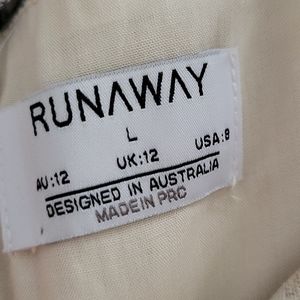 RUNAWAY
L
AU:12 UK:12 USA:8
DESIGNED IN AUSTRALIA
MADE IN PRC